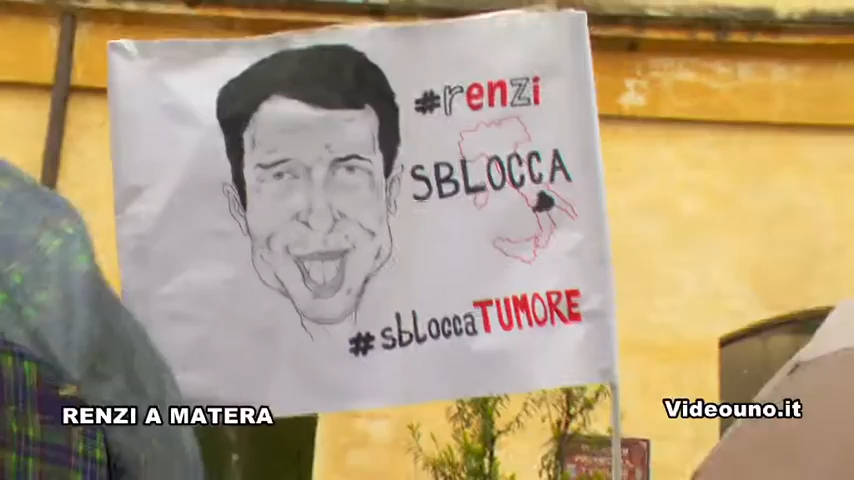 #renzi
SBLOCCA
#sbloccaTUMORE
RENZI A MATERA
Videouno.it